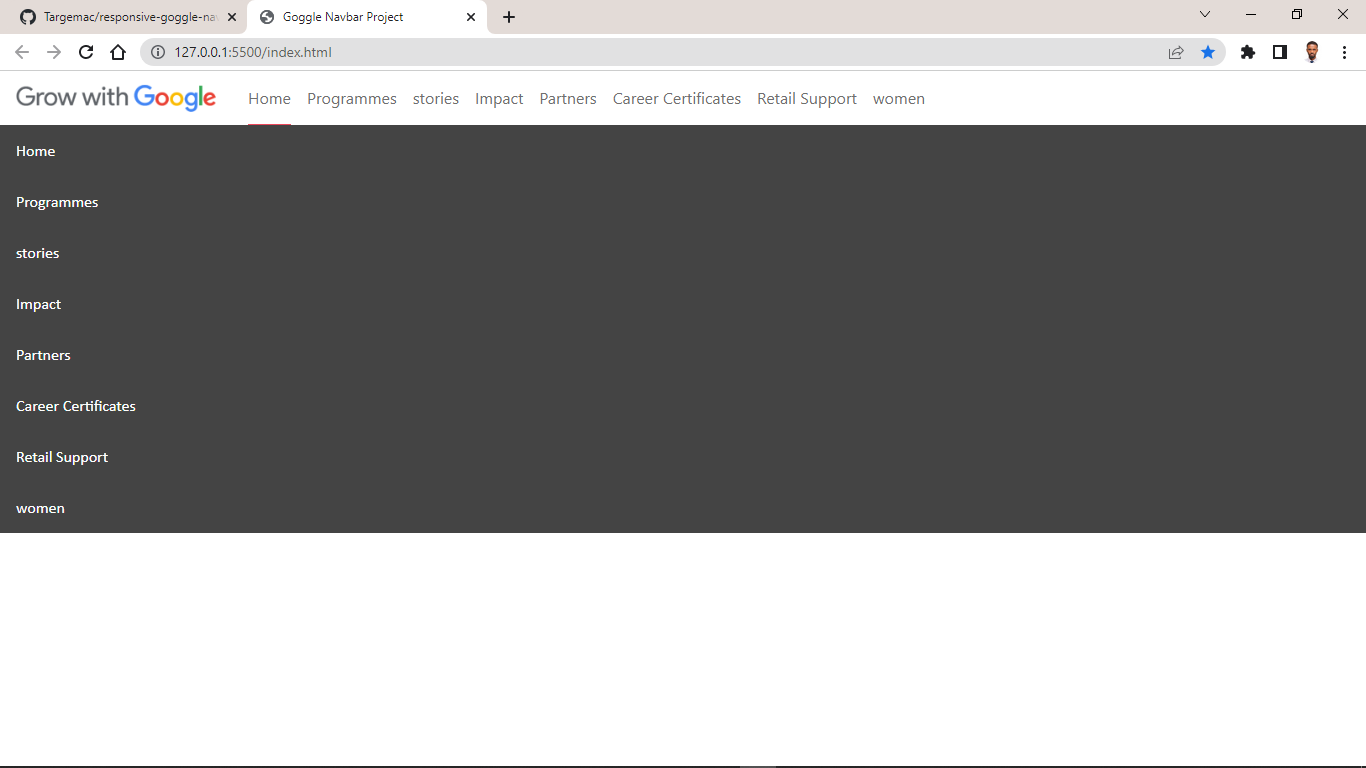 Targemac/responsive-goggle-na
Goggle Navbar Project
127.0.0.1:5500/index.html
Grow with Google Home Programmes stories Impact Partners Career Certificates Retail Support women
Home
Programmes
stories
Impact
Partners
Career Certificates
Retail Support
women